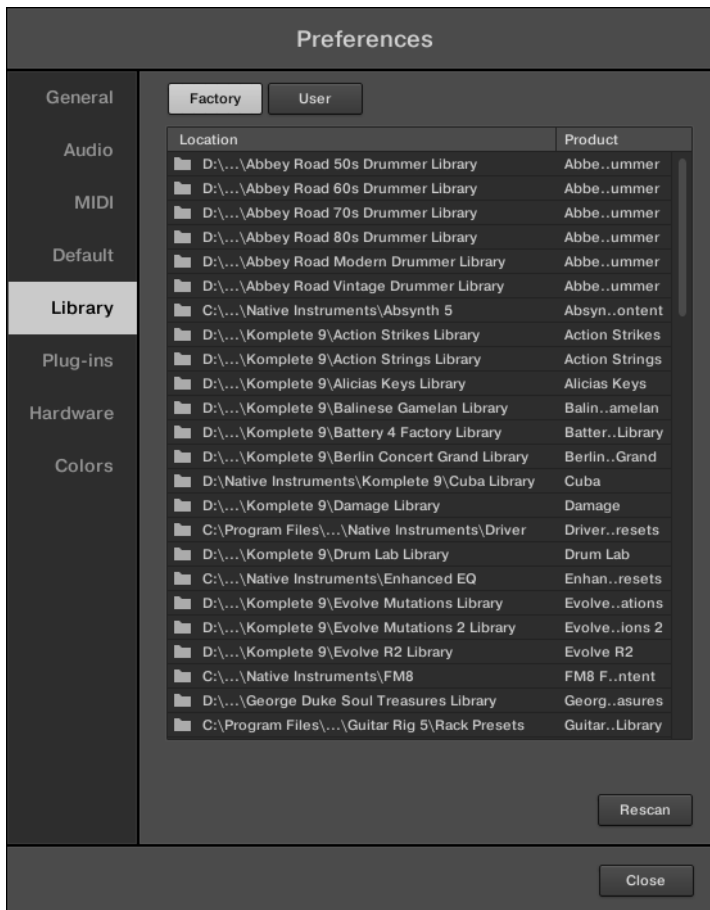 Preferences
General
Audio
MIDI
Default
Library
Plug-ins
Hardware
Colors
Factory User
Location Product
D:\...\Abbey Road 50s Drummer Library Abbe..ummer
D:\...\Abbey Road 60s Drummer Library Abbe..ummer
D:\...\Abbey Road 70s Drummer Library Abbe..ummer
D:\...\Abbey Road 80s Drummer Library Abbe..ummer
D:\...\Abbey Road Modern Drummer Library Abbe..ummer
D:\...\Abbey Road Vintage Drummer Library Abbe..ummer
C:\...\Native Instruments\Absynth 5 Absyn..ontent
D:\...\Komplete 9\Action Strikes Library Action Strikes
D:\...\Komplete 9\Action Strings Library Action Strings
D:\...\Komplete 9\Alicias Keys Library Alicias Keys
D:\...\Komplete 9\Balinese Gamelan Library Balin..amelan
D:\...\Komplete 9\Battery 4 Factory Library Batter..Library
D:\...\Komplete 9\Berlin Concert Grand Library Berlin..Grand
D:\Native Instruments\Komplete 9\Cuba Library Cuba
D:\...\Komplete 9\Damage Library Damage
C:\Program Files\...\Native Instruments\Driver Driver..resets
D:\...\Komplete 9\Drum Lab Library Drum Lab
C:\...\Native Instruments\Enhanced EQ Enhan..resets
D:\...\Komplete 9\Evolve Mutations Library Evolve..ations
D:\...\Komplete 9\Evolve Mutations 2 Library Evolve..ions 2
D:\...\Komplete 9\Evolve R2 Library Evolve R2
C:\...\Native Instruments\FM8 FM8 F..ntent
D:\...\George Duke Soul Treasures Library Georg..asures
C:\Program Files\...\Guitar Rig 5\Rack Presets Guitar..Library
Rescan
Close